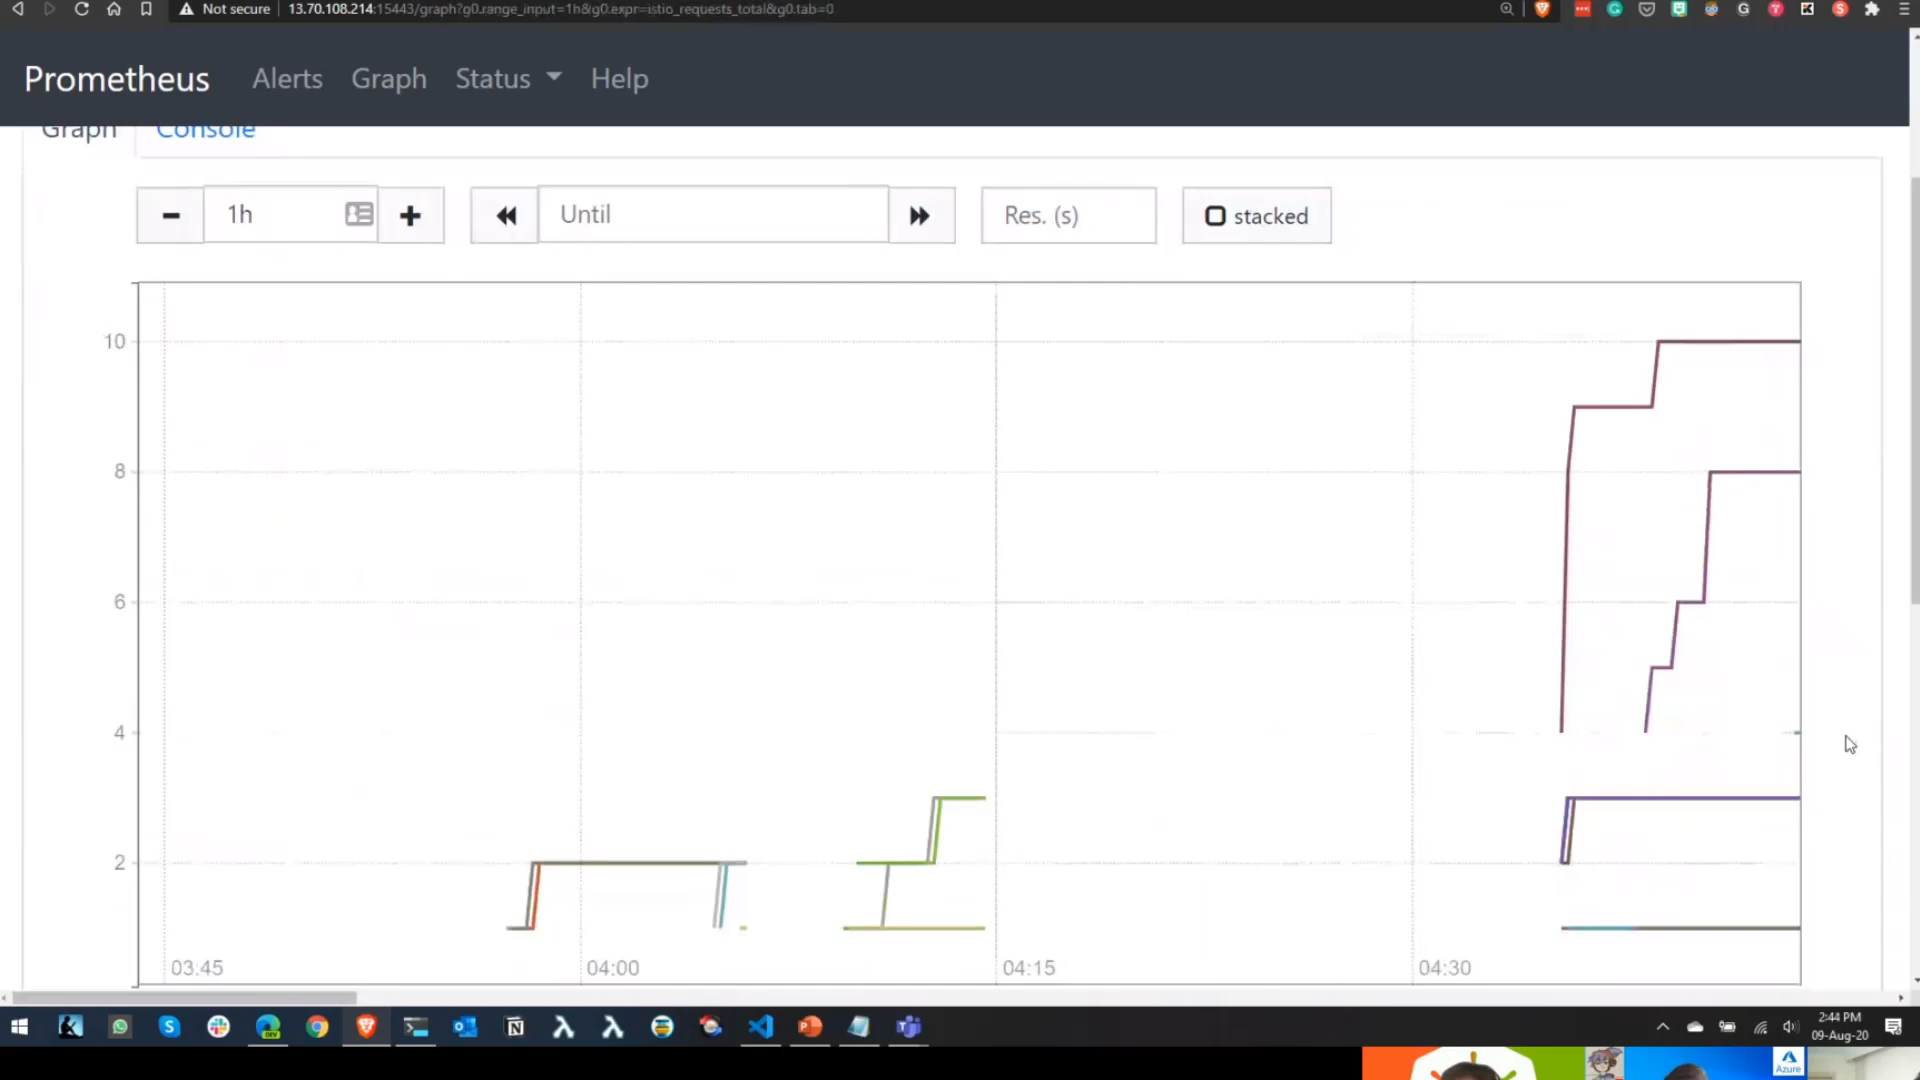 Not secure 13.70.108.214:15443/graph?g0.range_input=1h&g0.expr=istio_requests_total&g0.tab=0
Prometheus Alerts Graph Status Help
Graph Console
1h Until Res. (s) stacked
10
8
6
4
2
03:45 04:00 04:15 04:30
2:44 PM
09-Aug-20
Azure